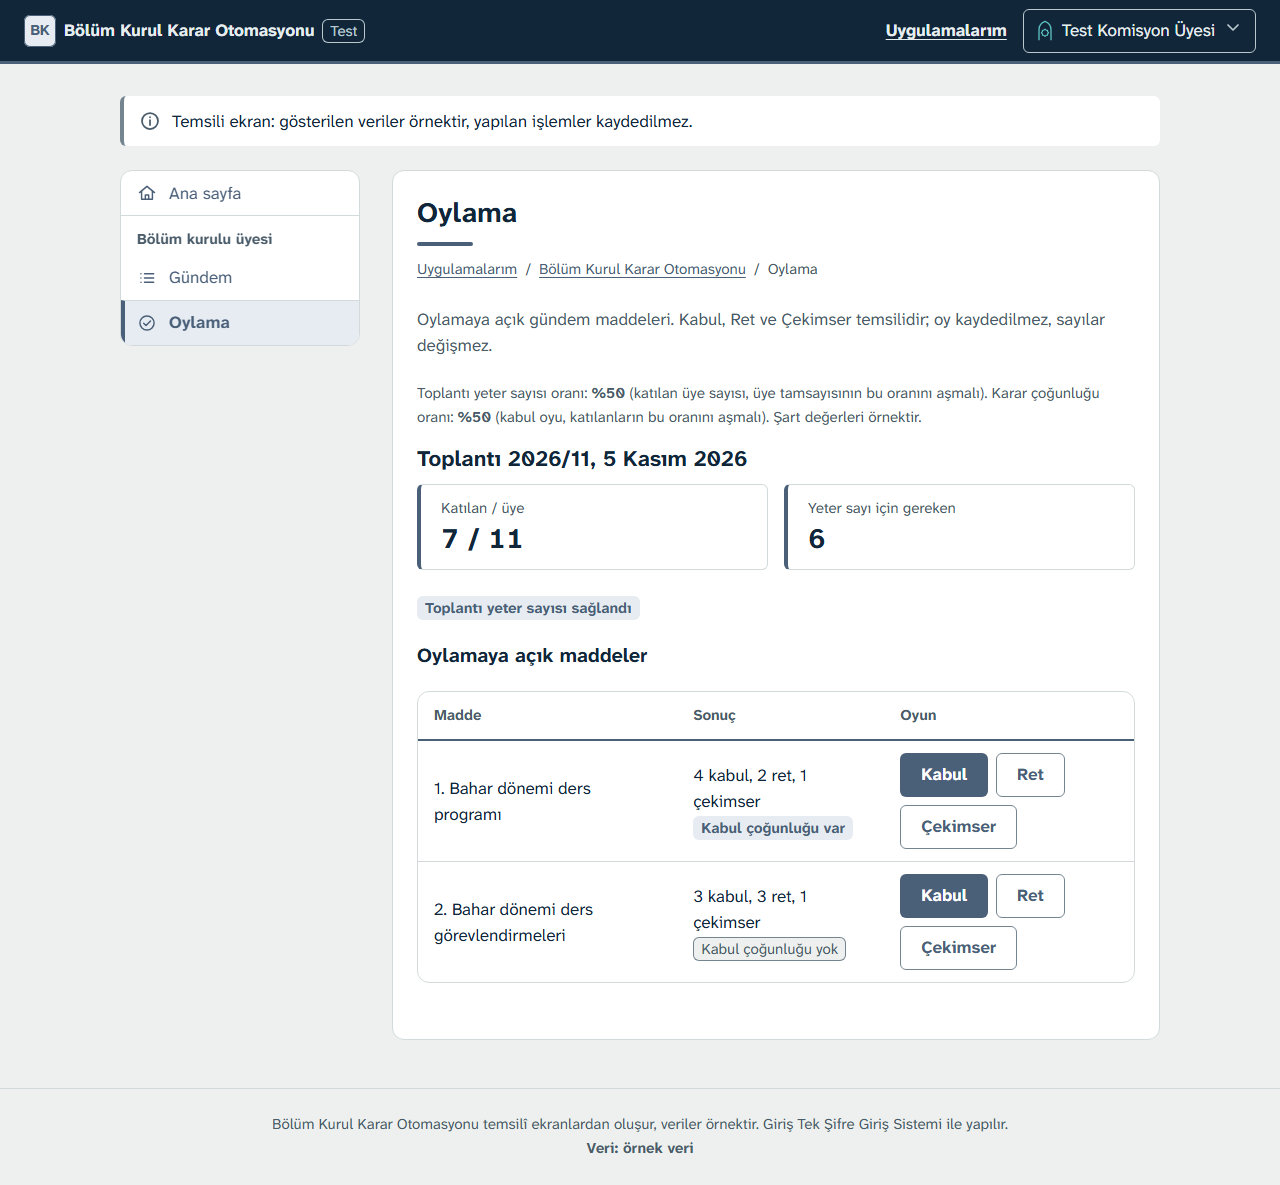 BK Bölüm Kurul Karar Otomasyonu Test
Uygulamalarım
Test Komisyon Üyesi
Temsili ekran: gösterilen veriler örnektir, yapılan işlemler kaydedilmez.
Ana sayfa
Bölüm kurulu üyesi
Gündem
Oylama
Oylama
Uygulamalarım / Bölüm Kurul Karar Otomasyonu / Oylama
Oylamaya açık gündem maddeleri. Kabul, Ret ve Çekimser temsilidir; oy kaydedilmez, sayılar
değişmez.
Toplantı yeter sayısı oranı: %50 (katılan üye sayısı, üye tamsayısının bu oranını aşmalı). Karar çoğunluğu
oranı: %50 (kabul oyu, katılanların bu oranını aşmalı). Şart değerleri örnektir.
Toplantı 2026/11, 5 Kasım 2026
Katılan / üye
7 / 11
Yeter sayı için gereken
6
Toplantı yeter sayısı sağlandı
Oylamaya açık maddeler
Madde Sonuç Oyun
1. Bahar dönemi ders
programı
4 kabul, 2 ret, 1
çekimser
Kabul çoğunluğu var
Kabul Ret
Çekimser
2. Bahar dönemi ders
görevlendirmeleri
3 kabul, 3 ret, 1
çekimser
Kabul çoğunluğu yok
Kabul Ret
Çekimser
Bölüm Kurul Karar Otomasyonu temsilî ekranlardan oluşur, veriler örnektir. Giriş Tek Şifre Giriş Sistemi ile yapılır.
Veri: örnek veri